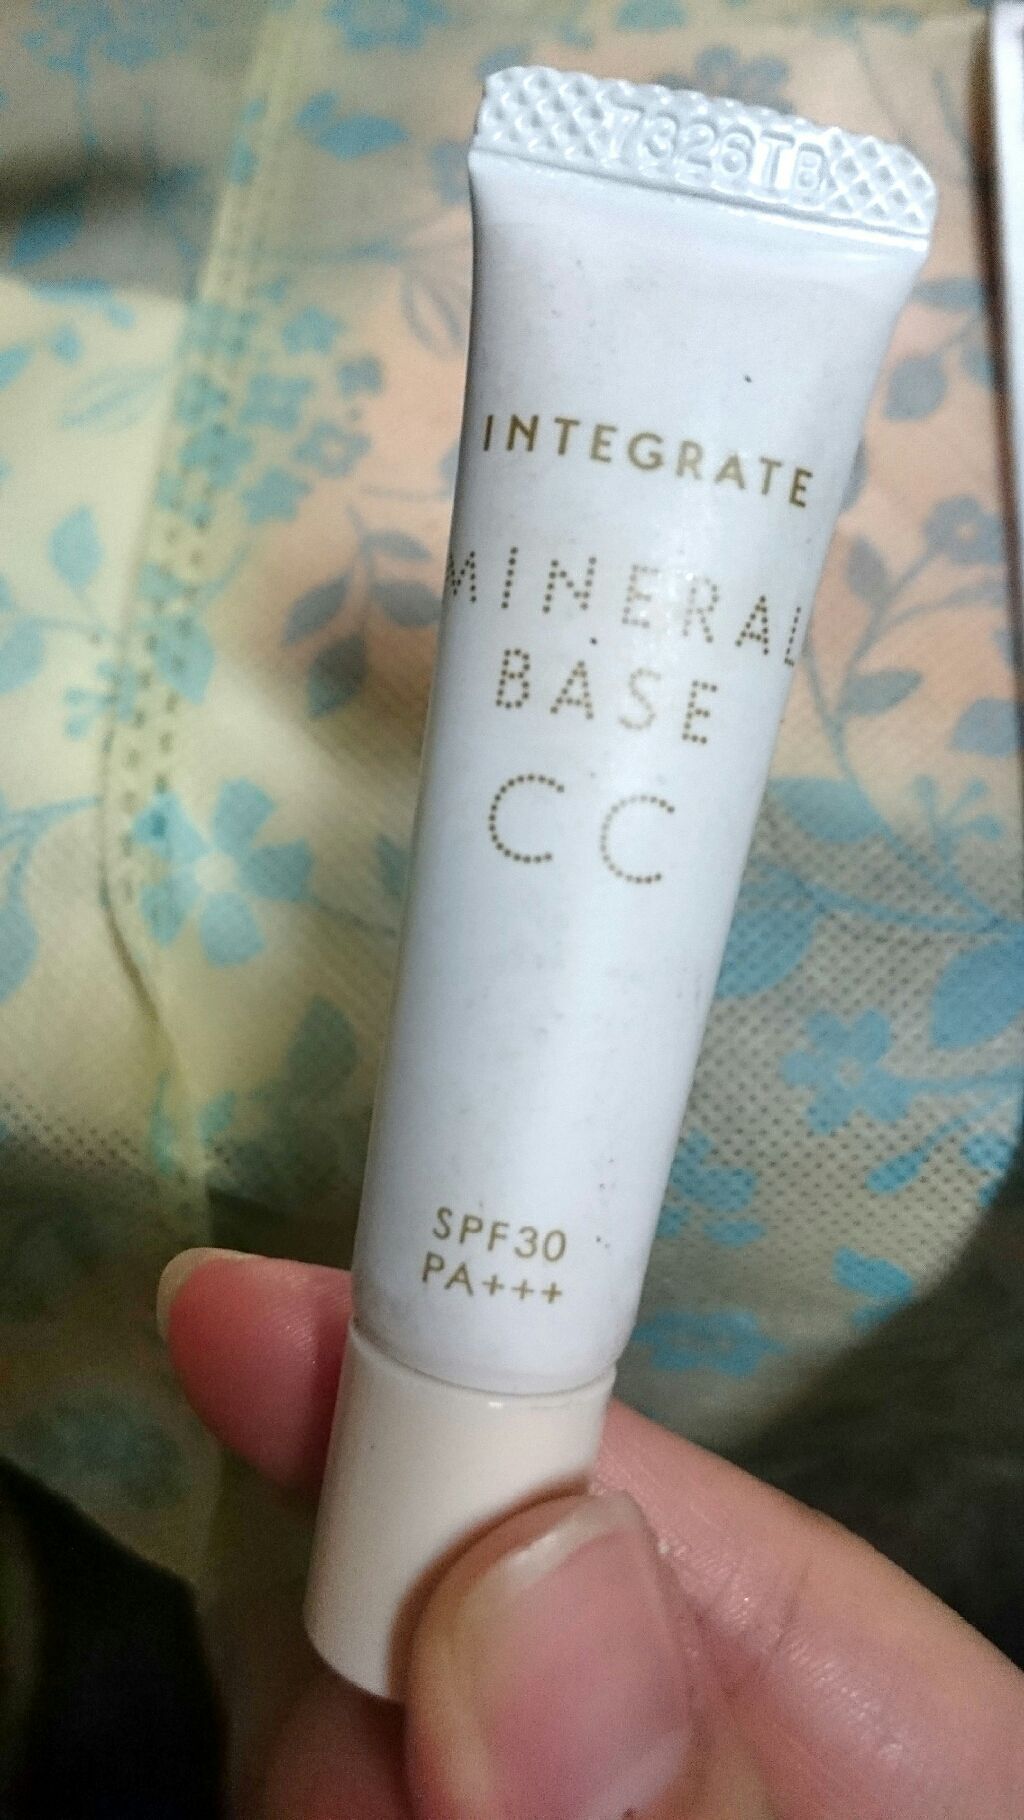 7326TB
INTEGRATE
MINERAL
BASE
CC
SPF30
PA+++